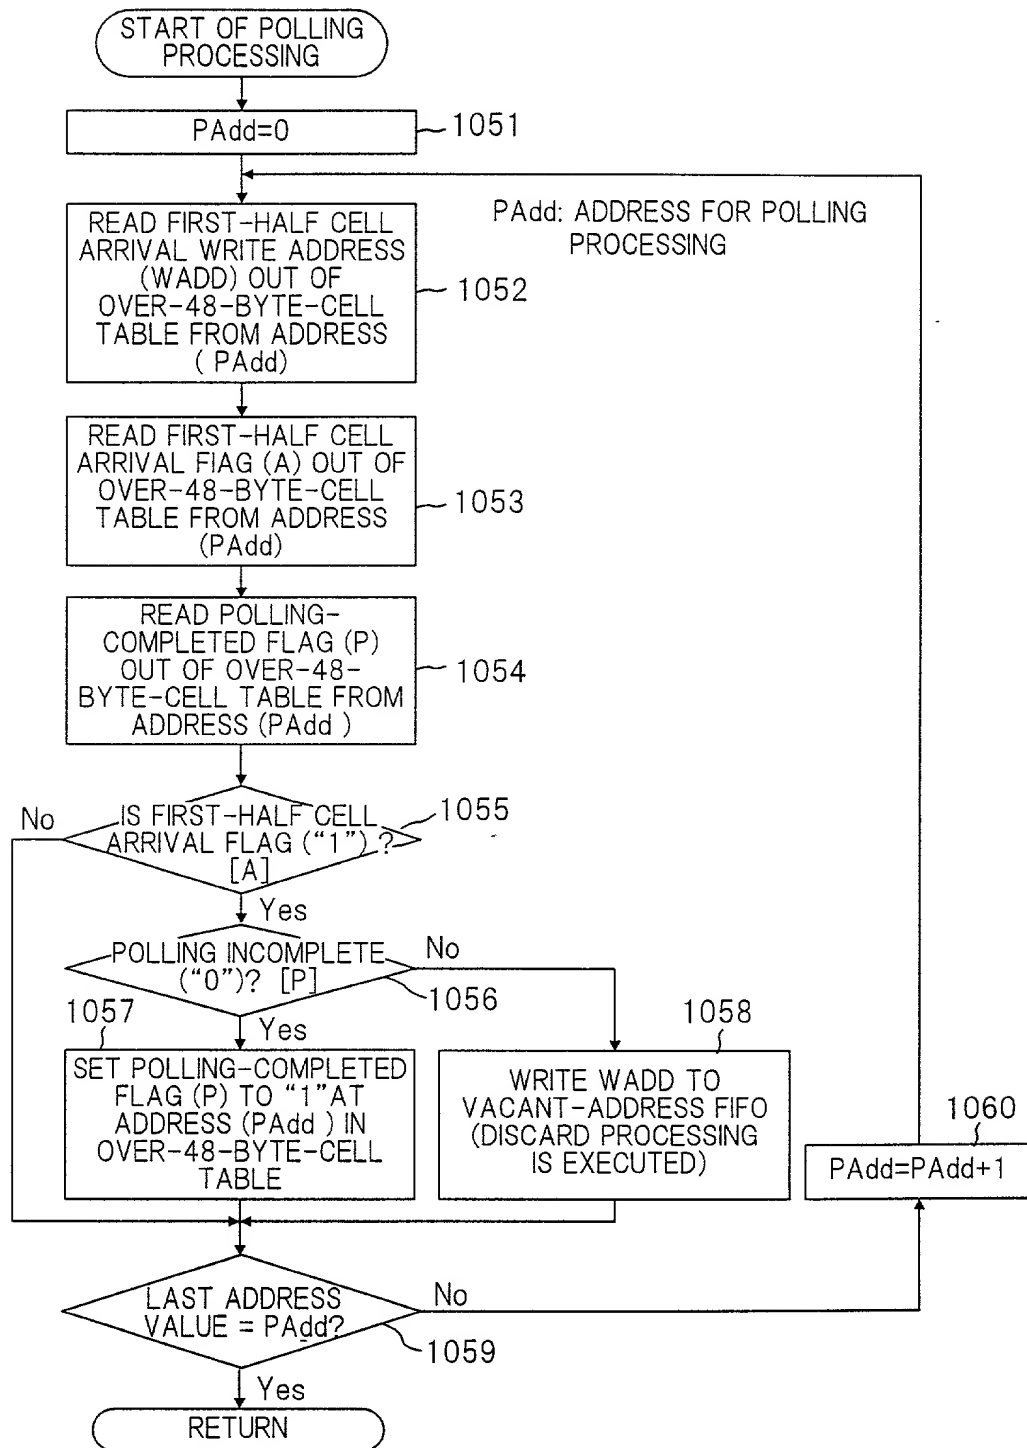 START OF POLLING
PROCESSING
PAdd=0
1051
PAdd: ADDRESS FOR POLLING
PROCESSING
READ FIRST-HALF CELL
ARRIVAL WRITE ADDRESS
(WADD) OUT OF
OVER-48-BYTE-CELL
TABLE FROM ADDRESS
( PAdd)
1052
READ FIRST-HALF CELL
ARRIVAL FIAG (A) OUT OF
OVER-48-BYTE-CELL
TABLE FROM ADDRESS
(PAdd)
1053
READ POLLING-
COMPLETED FLAG (P)
OUT OF OVER-48-
BYTE-CELL TABLE FROM
ADDRESS (PAdd )
1054
No
IS FIRST-HALF CELL
ARRIVAL FLAG (“1”) ?
[A]
1055
Yes
POLLING INCOMPLETE
(“0”)? [P]
No
1056
1057
Yes
SET POLLING-COMPLETED
FLAG (P) TO “1”AT
ADDRESS (PAdd ) IN
OVER-48-BYTE-CELL
TABLE
1058
WRITE WADD TO
VACANT-ADDRESS FIFO
(DISCARD PROCESSING
IS EXECUTED)
1060
PAdd=PAdd+1
LAST ADDRESS
VALUE = PAdd?
No
1059
Yes
RETURN